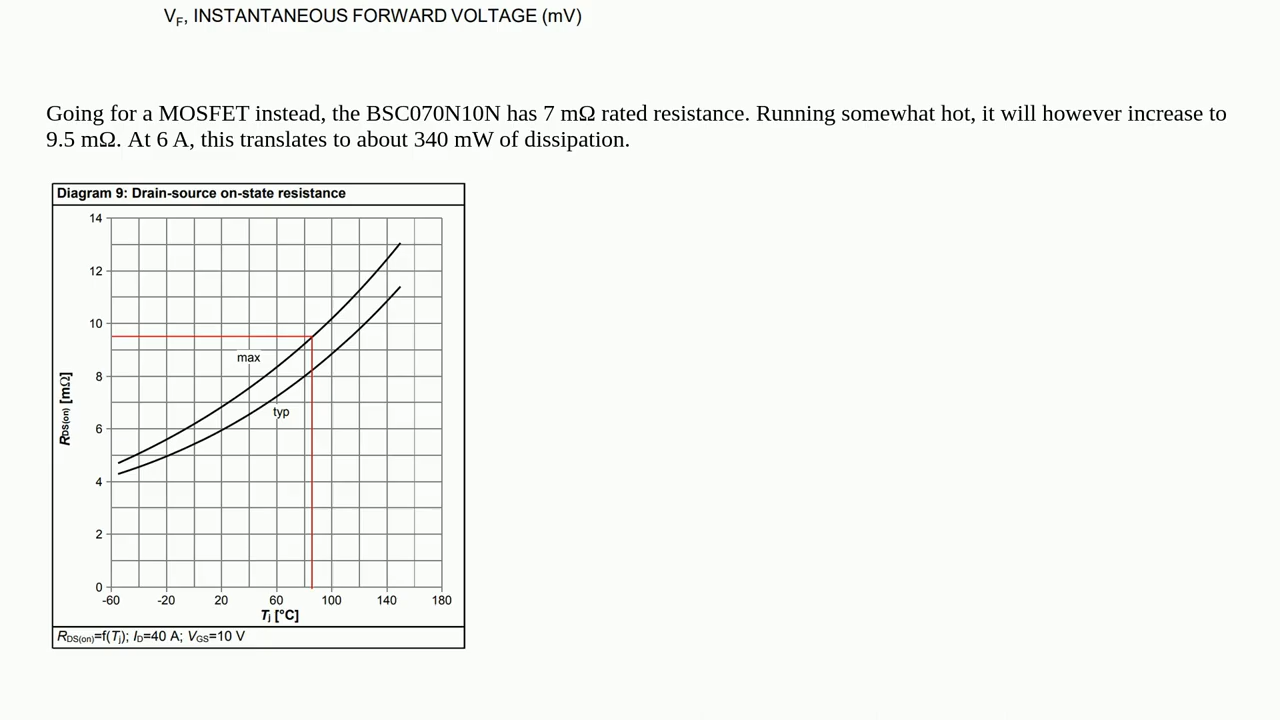 VF, INSTANTANEOUS FORWARD VOLTAGE (mV)
Going for a MOSFET instead, the BSC070N10N has 7 mΩ rated resistance. Running somewhat hot, it will however increase to
9.5 mΩ. At 6 A, this translates to about 340 mW of dissipation.
Diagram 9: Drain-source on-state resistance
14
12
10
8
6
4
2
0
RDS(on) [mΩ]
max
typ
-60 -20 20 60 100 140 180
Tj [°C]
RDS(on)=f(Tj); ID=40 A; VGS=10 V